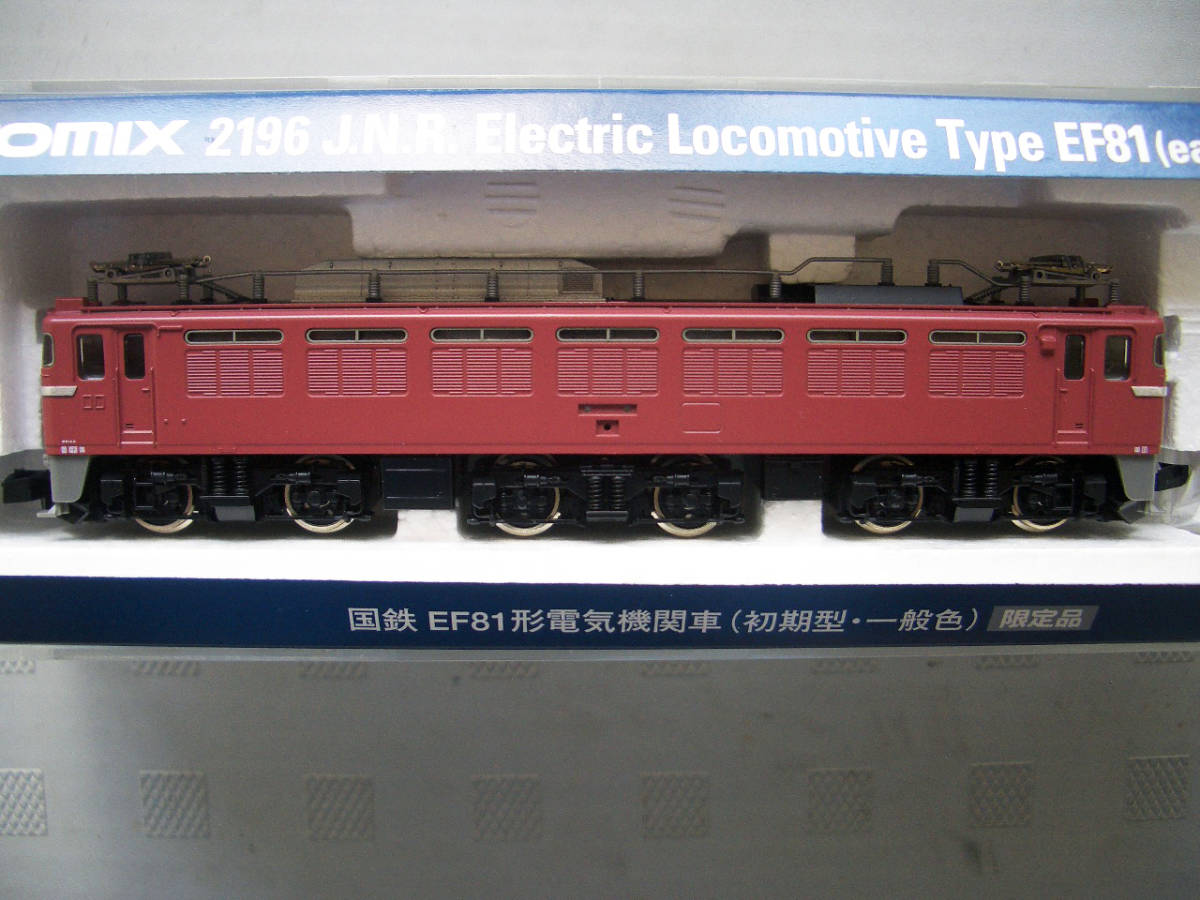 OMIX 2196 J.N.R. Electric Locomotive Type EF81 (ea
国鉄 EF81形電気機関車(初期型・一般色) 限定品